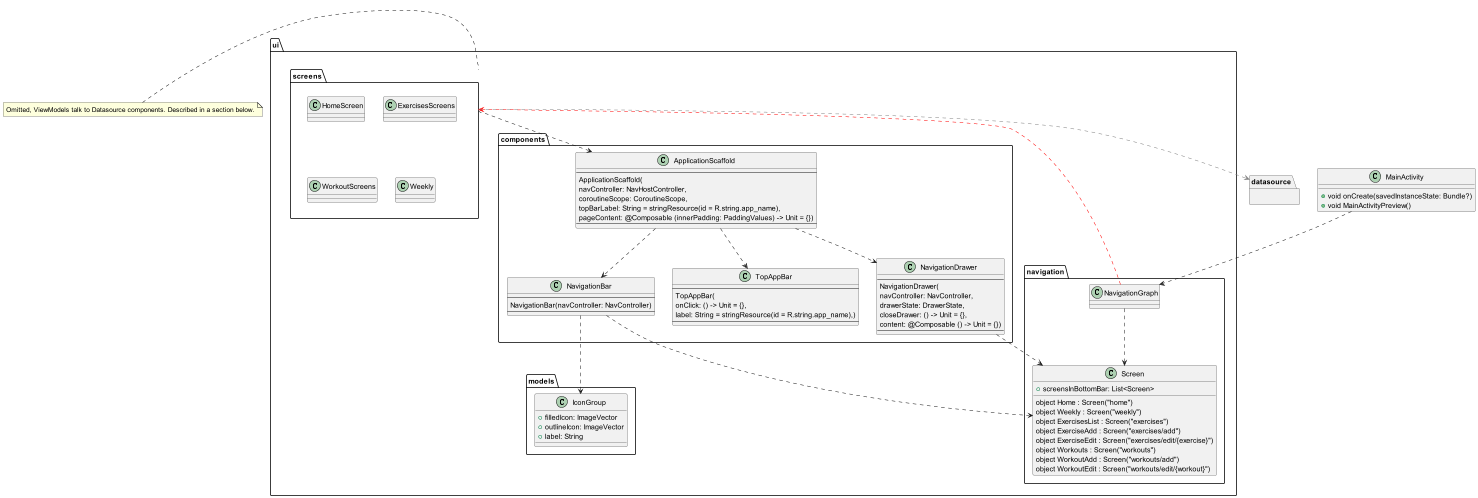 ui
screens
C HomeScreen
C ExercisesScreens
Omitted, ViewModels talk to Datasource components. Described in a section below.
C WorkoutScreens
C Weekly
components
C ApplicationScaffold
ApplicationScaffold(
navController: NavHostController,
coroutineScope: CoroutineScope,
topBarLabel: String = stringResource(id = R.string.app_name),
pageContent: @Composable (innerPadding: PaddingValues) -> Unit = {})
datasource
C MainActivity
void onCreate(savedInstanceState: Bundle?)
void MainActivityPreview()
C NavigationBar
NavigationBar(navController: NavController)
C TopAppBar
TopAppBar(
onClick: () -> Unit = {},
label: String = stringResource(id = R.string.app_name),)
C NavigationDrawer
NavigationDrawer(
navController: NavController,
drawerState: DrawerState,
closeDrawer: () -> Unit = {},
content: @Composable () -> Unit = {})
navigation
C NavigationGraph
C Screen
screensInBottomBar: List<Screen>
object Home : Screen("home")
object Weekly : Screen("weekly")
object ExercisesList : Screen("exercises")
object ExerciseAdd : Screen("exercises/add")
object ExerciseEdit : Screen("exercises/edit/{exercise}")
object Workouts : Screen("workouts")
object WorkoutAdd : Screen("workouts/add")
object WorkoutEdit : Screen("workouts/edit/{workout}")
models
C IconGroup
filledIcon: ImageVector
outlineIcon: ImageVector
label: String